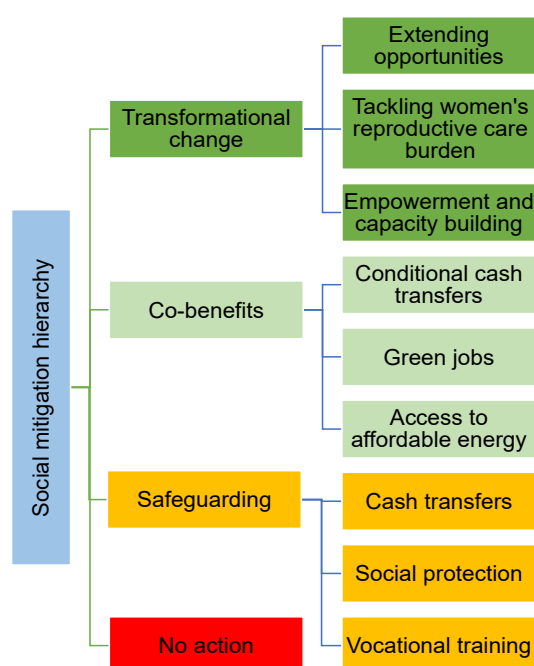 Social mitigation hierarchy
Transformational
change
Extending
opportunities
Tackling women's
reproductive care
burden
Empowerment and
capacity building
Co-benefits
Conditional cash
transfers
Green jobs
Access to
affordable energy
Safeguarding
Cash transfers
Social protection
Vocational training
No action